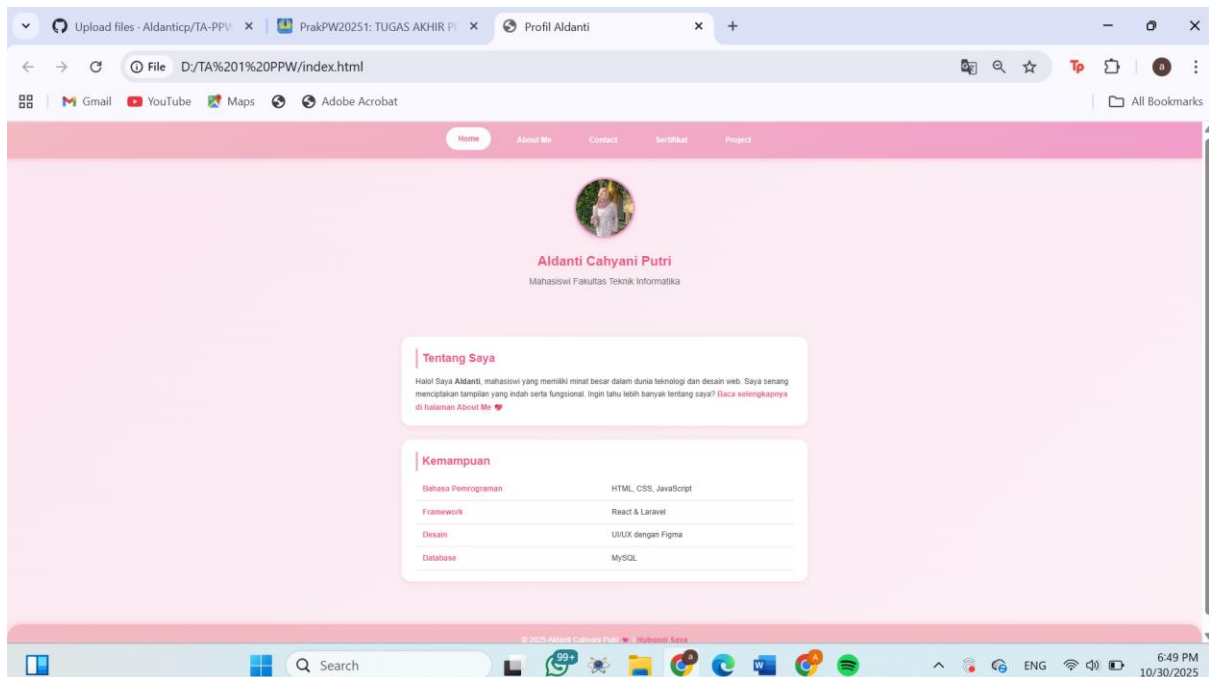 Upload files · Aldanticp/TA-PPW
PrakPW20251: TUGAS AKHIR P
Profil Aldanti
File D:/TA%201%20PPW/index.html
Tp
a
Gmail YouTube Maps Adobe Acrobat
All Bookmarks
Home About Me Contact Sertifikat Project
Aldanti Cahyani Putri
Mahasiswi Fakultas Teknik Informatika
Tentang Saya
Halo! Saya Aldanti, mahasiswi yang memiliki minat besar dalam dunia teknologi dan desain web. Saya senang
menciptakan tampilan yang indah serta fungsional. Ingin tahu lebih banyak tentang saya? Baca selengkapnya
di halaman About Me
Kemampuan
Bahasa Pemrograman HTML, CSS, JavaScript
Framework React & Laravel
Desain UI/UX dengan Figma
Database MySQL
© 2025 Aldanti Cahyani Putri | Hubungi Saya
Search
99+
ENG
6:49 PM
10/30/2025